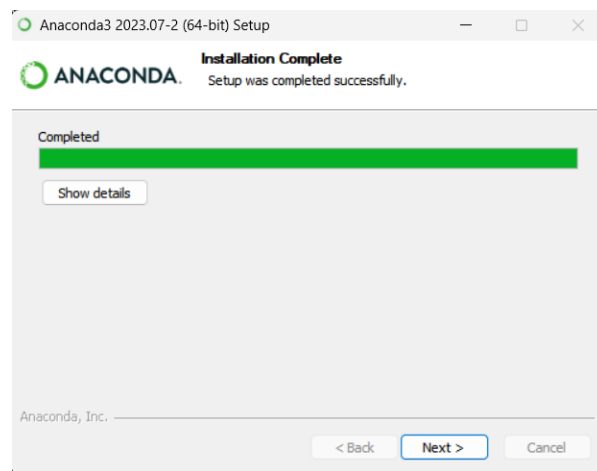 Anaconda3 2023.07-2 (64-bit) Setup
ANACONDA.
Installation Complete
Setup was completed successfully.
Completed
Show details
Anaconda, Inc.
< Back
Next >
Cancel